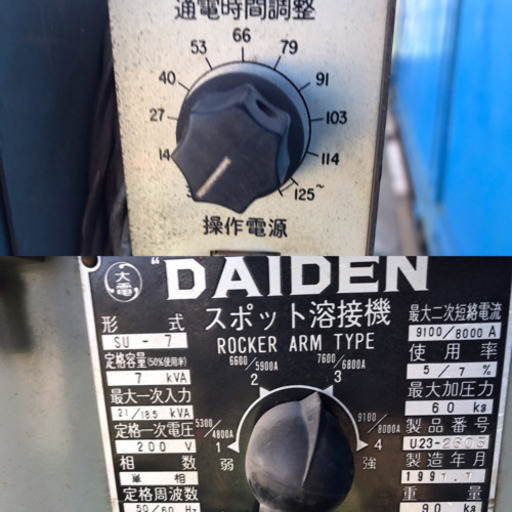 通電時間調整
66
53
79
40
91
27
103
14
114
125~
操作電源
大電
"DAIDEN
スポット溶接機
ROCKER ARM TYPE
形 式
SU - 7
定格容量(50%使用率)
7 kVA
最大一次入力
21/18.5 kVA
定格一次電圧
200 V
相 数
単 相
定格周波数
50/60 Hz
6600/5900A
7600/6800A
2
3
5300/4800A
9100/8000A
1
4
弱
強
最大二次短絡電流
9100/8000 A
使 用 率
5 / 7 %
最大加圧力
60 kg
製品番号
U23-
製造年月
重 量
90 kg